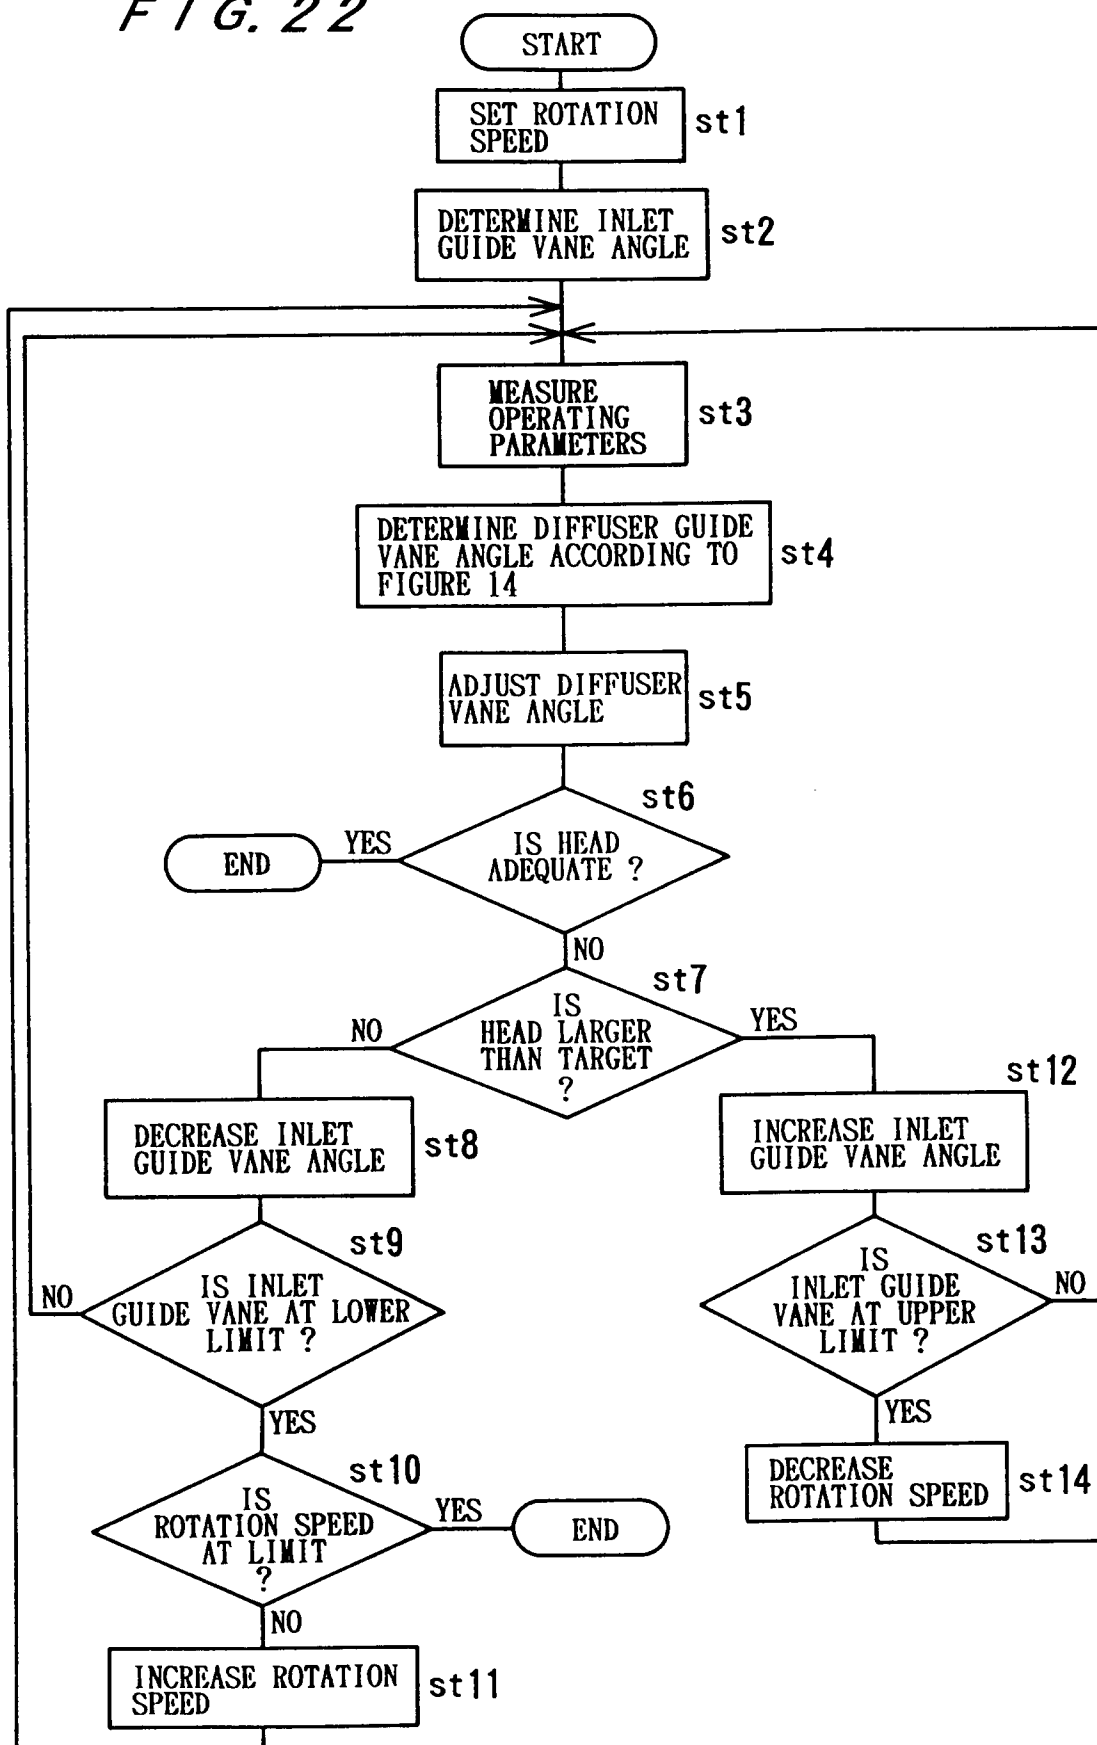 FIG. 22
START
SET ROTATION
SPEED
st1
DETERMINE INLET
GUIDE VANE ANGLE
st2
MEASURE
OPERATING
PARAMETERS
st3
DETERMINE DIFFUSER GUIDE
VANE ANGLE ACCORDING TO
FIGURE 14
st4
ADJUST DIFFUSER
VANE ANGLE
st5
st6
IS HEAD
ADEQUATE ?
YES
END
NO
st7
IS
HEAD LARGER
THAN TARGET
?
NO
YES
DECREASE INLET
GUIDE VANE ANGLE
st8
st12
INCREASE INLET
GUIDE VANE ANGLE
st9
IS INLET
GUIDE VANE AT LOWER
LIMIT ?
NO
YES
st13
IS
INLET GUIDE
VANE AT UPPER
LIMIT ?
NO
YES
st10
IS
ROTATION SPEED
AT LIMIT
?
YES
END
NO
DECREASE
ROTATION SPEED
st14
INCREASE ROTATION
SPEED
st11